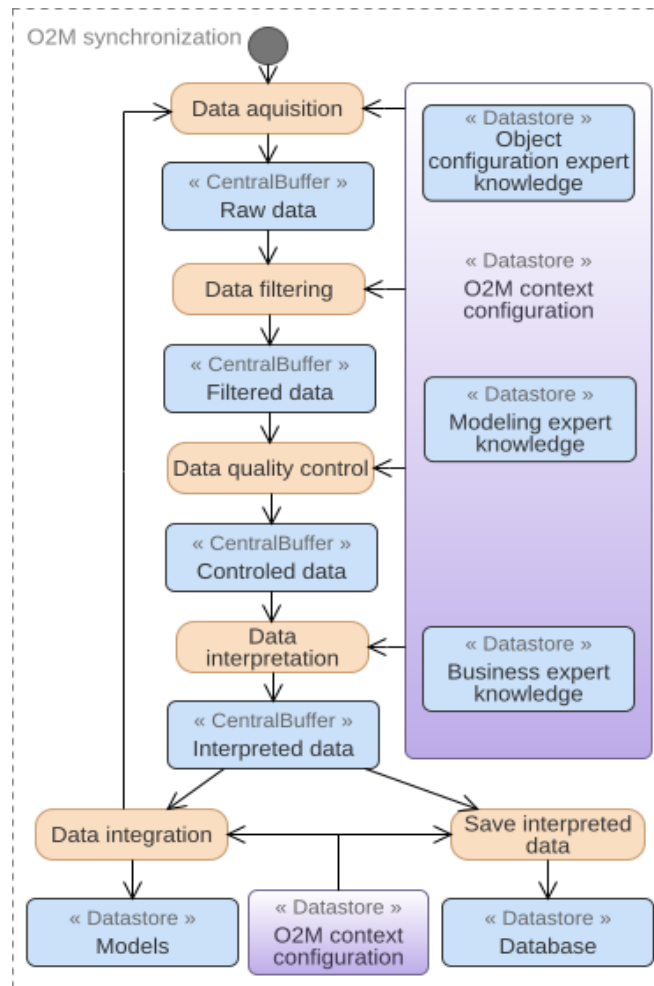 O2M synchronization
Data aquisition
« Datastore »
Object
configuration expert
knowledge
« CentralBuffer »
Raw data
Data filtering
« Datastore »
O2M context
configuration
« CentralBuffer »
Filtered data
« Datastore »
Modeling expert
knowledge
Data quality control
« CentralBuffer »
Controled data
Data
interpretation
« Datastore »
Business expert
knowledge
« CentralBuffer »
Interpreted data
Data integration
Save interpreted
data
« Datastore »
Models
« Datastore »
O2M context
configuration
« Datastore »
Database